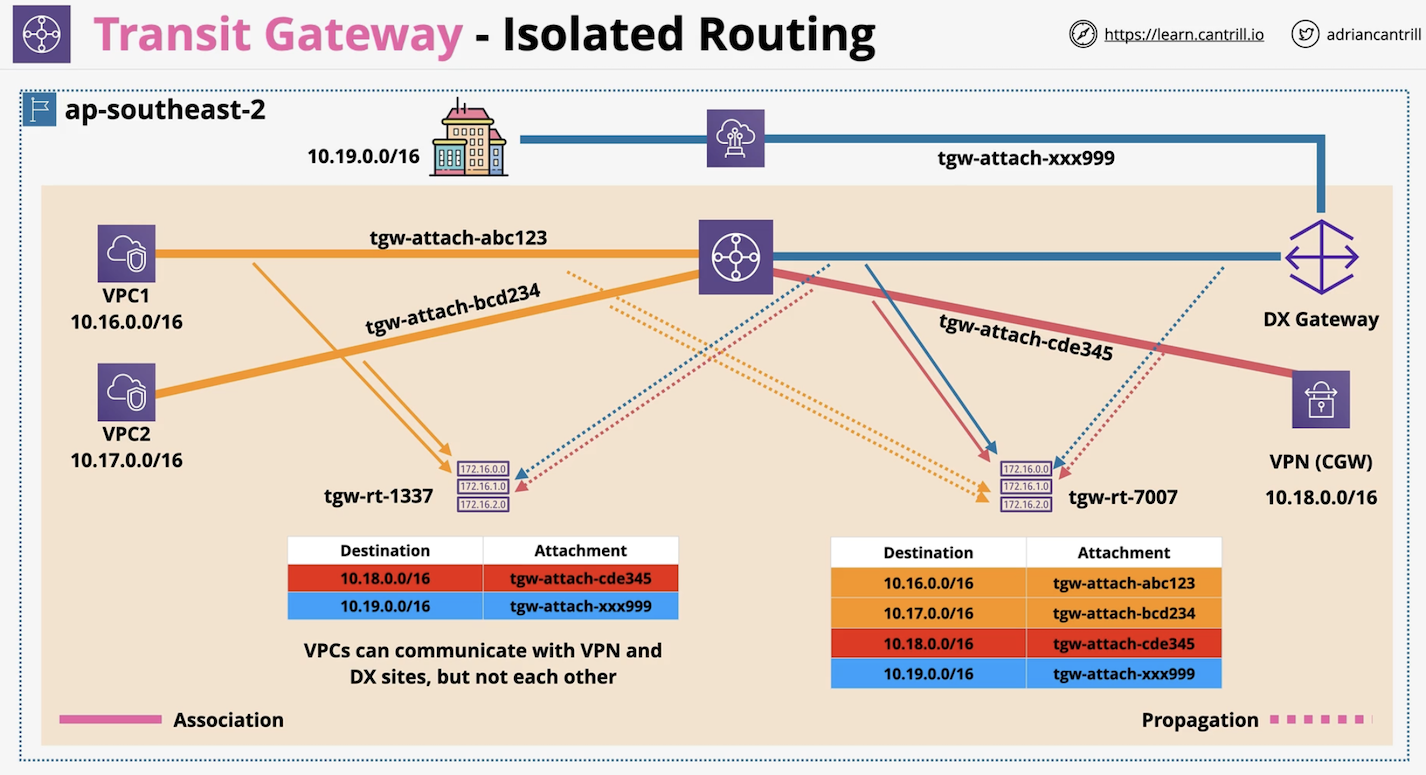 Transit Gateway - Isolated Routing
https://learn.cantrill.io
adriancantrill
ap-southeast-2
10.19.0.0/16
tgw-attach-xxx999
tgw-attach-abc123
VPC1
10.16.0.0/16
tgw-attach-bcd234
tgw-attach-cde345
DX Gateway
VPC2
10.17.0.0/16
VPN (CGW)
10.18.0.0/16
tgw-rt-1337
172.16.0.0
172.16.1.0
172.16.2.0
172.16.0.0
172.16.1.0
172.16.2.0
tgw-rt-7007
Destination Attachment
10.18.0.0/16 tgw-attach-cde345
10.19.0.0/16 tgw-attach-xxx999
VPCs can communicate with VPN and
DX sites, but not each other
Destination Attachment
10.16.0.0/16 tgw-attach-abc123
10.17.0.0/16 tgw-attach-bcd234
10.18.0.0/16 tgw-attach-cde345
10.19.0.0/16 tgw-attach-xxx999
Association
Propagation